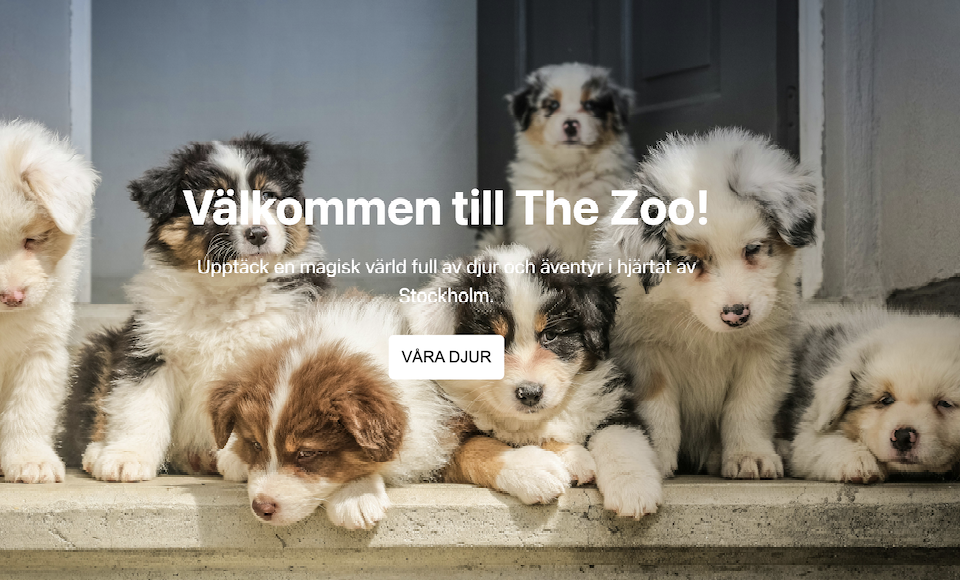 Välkommen till The Zoo!
Upptäck en magisk värld full av djur och äventyr i hjärtat av
Stockholm.
VÅRA DJUR